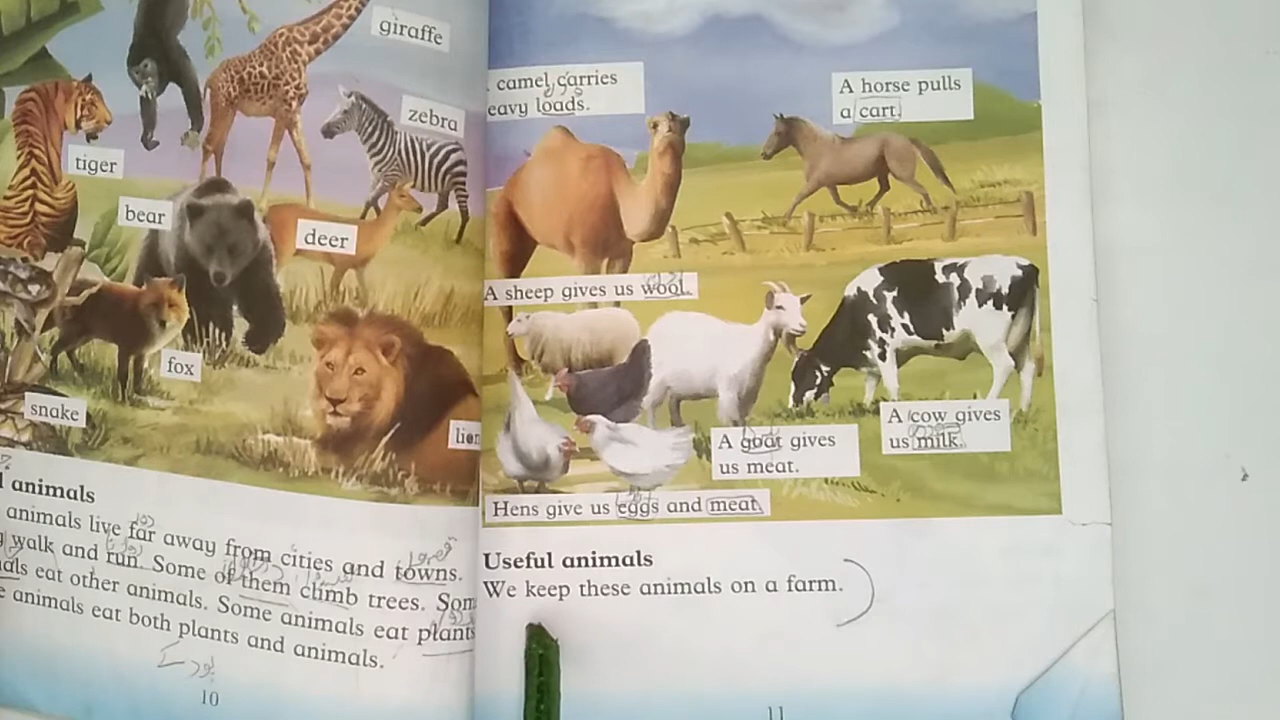 giraffe
zebra
tiger
bear
deer
fox
snake
lion
animals
animals live far away from cities and towns.
walk and run. Some of them climb trees. Som
als eat other animals. Some animals eat plants
animals eat both plants and animals.
10
camel carries
eavy loads.
A horse pulls
a cart.
A sheep gives us wool.
A goat gives
us meat.
A cow gives
us milk.
Hens give us eggs and meat.
Useful animals
We keep these animals on a farm.
11